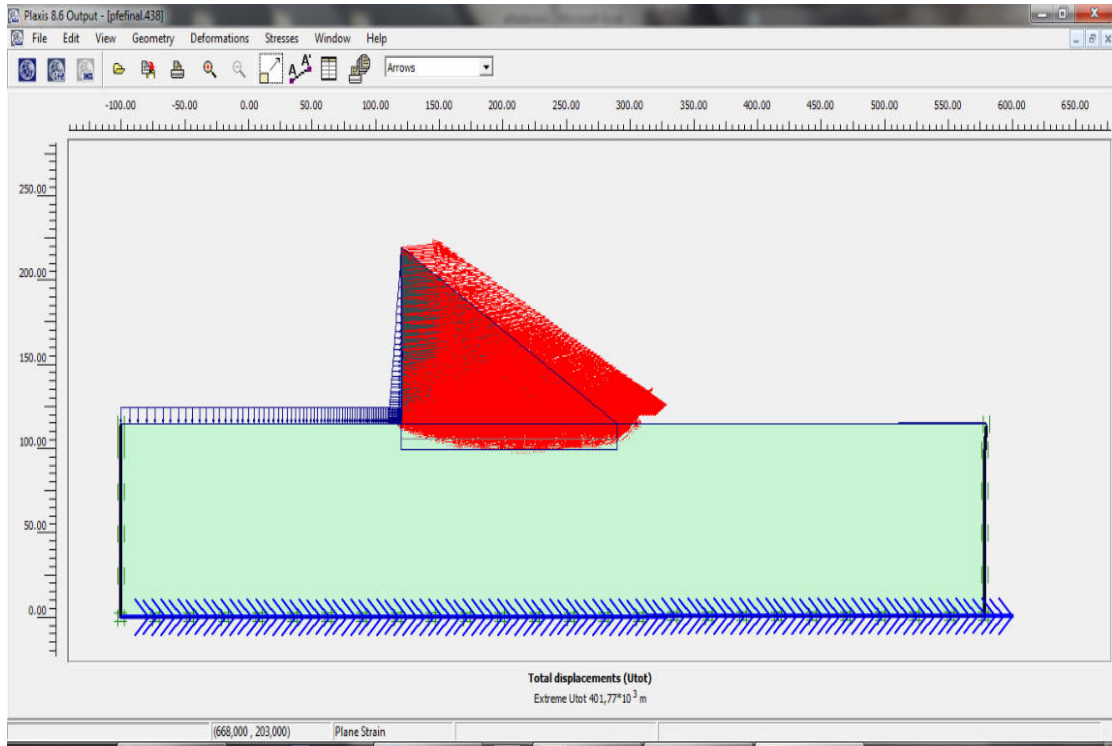 Plaxis 8.6 Output - [pfefinal.438]
File Edit View Geometry Deformations Stresses Window Help
Arrows
-100.00 -50.00 0.00 50.00 100.00 150.00 200.00 250.00 300.00 350.00 400.00 450.00 500.00 550.00 600.00 650.00
250.00
200.00
150.00
100.00
50.00
0.00
Total displacements (Utot)
Extreme Utot 401,77*10 3 m
(668,000 , 203,000) Plane Strain